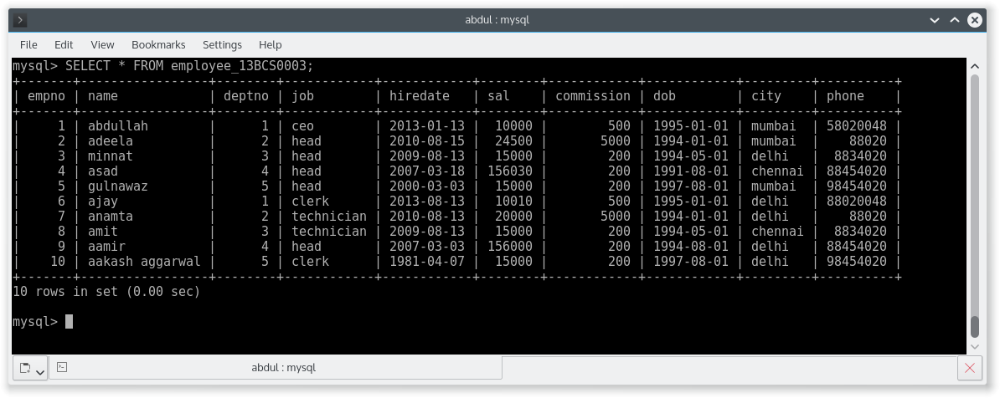 abdul : mysql
File Edit View Bookmarks Settings Help
mysql> SELECT * FROM employee_13BCS0003;
+-------+-----------------+--------+------------+------------+--------+------------+------------+---------+----------+
| empno | name            | deptno | job        | hiredate   | sal    | commission | dob        | city    | phone    |
+-------+-----------------+--------+------------+------------+--------+------------+------------+---------+----------+
|     1 | abdullah        |      1 | ceo        | 2013-01-13 |  10000 |        500 | 1995-01-01 | mumbai  | 58020048 |
|     2 | adeela          |      2 | head       | 2010-08-15 |  24500 |       5000 | 1994-01-01 | mumbai  |    88020 |
|     3 | minnat          |      3 | head       | 2009-08-13 |  15000 |        200 | 1994-05-01 | delhi   |  8834020 |
|     4 | asad            |      4 | head       | 2007-03-18 | 156030 |        200 | 1991-08-01 | chennai | 88454020 |
|     5 | gulnawaz        |      5 | head       | 2000-03-03 |  15000 |        200 | 1997-08-01 | mumbai  | 98454020 |
|     6 | ajay            |      1 | clerk      | 2013-08-13 |  10010 |        500 | 1995-01-01 | delhi   | 88020048 |
|     7 | anamta          |      2 | technician | 2010-08-13 |  20000 |       5000 | 1994-01-01 | delhi   |    88020 |
|     8 | amit            |      3 | technician | 2009-08-13 |  15000 |        200 | 1994-05-01 | chennai |  8834020 |
|     9 | aamir           |      4 | head       | 2007-03-03 | 156000 |        200 | 1994-08-01 | delhi   | 88454020 |
|    10 | aakash aggarwal |      5 | clerk      | 1981-04-07 |  15000 |        200 | 1997-08-01 | delhi   | 98454020 |
+-------+-----------------+--------+------------+------------+--------+------------+------------+---------+----------+
10 rows in set (0.00 sec)
mysql>
abdul : mysql